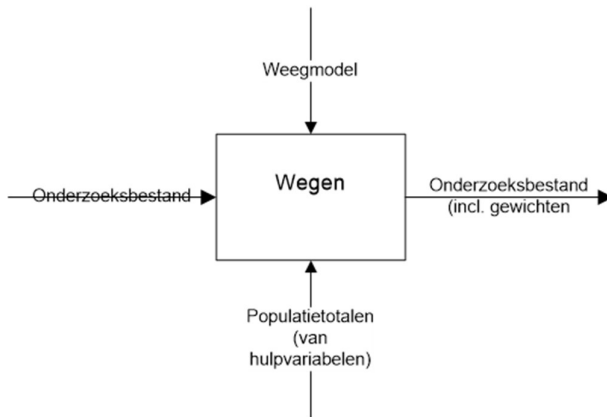 Weegmodel
Wegen
Onderzoeksbestand
Onderzoeksbestand
(incl. gewichten
Populatietotalen
(van
hulpvariabelen)